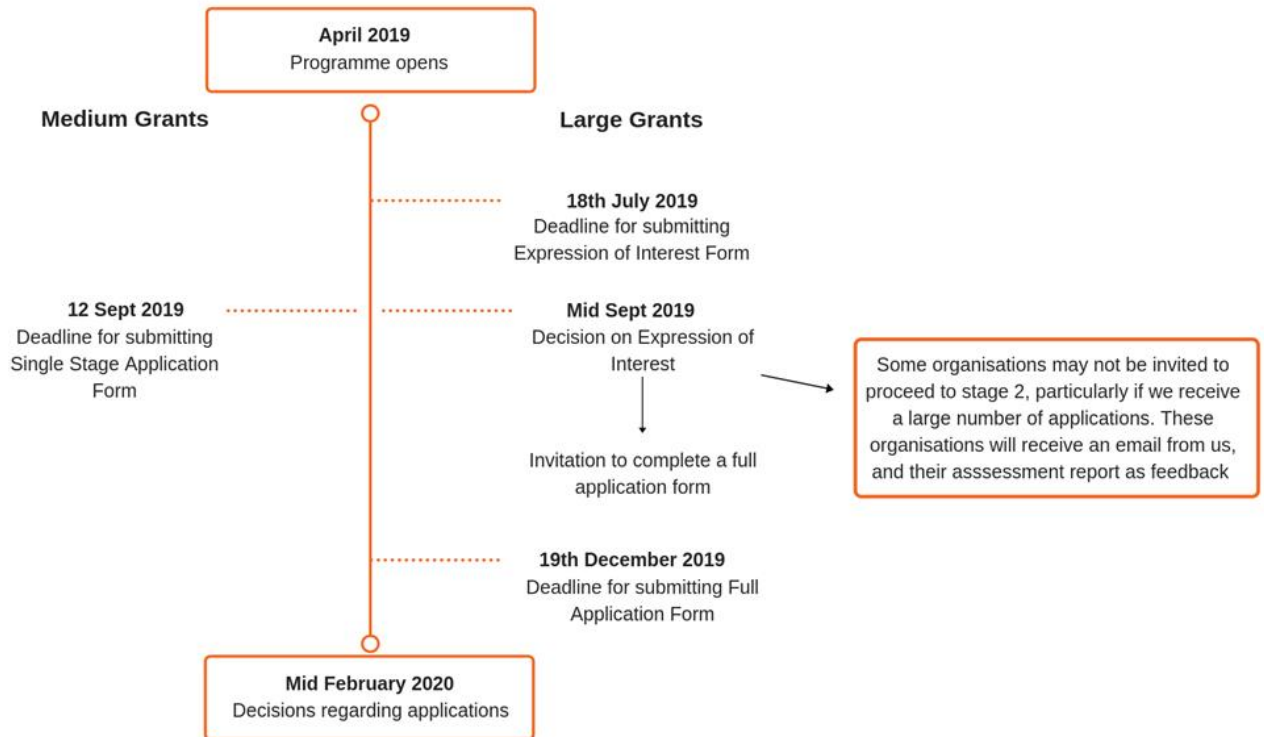 April 2019
Programme opens
Medium Grants
Large Grants
18th July 2019
Deadline for submitting
Expression of Interest Form
12 Sept 2019
Deadline for submitting
Single Stage Application
Form
Mid Sept 2019
Decision on Expression of
Interest
Some organisations may not be invited to
proceed to stage 2, particularly if we receive
a large number of applications. These
organisations will receive an email from us,
and their asssessment report as feedback
Invitation to complete a full
application form
19th December 2019
Deadline for submitting Full
Application Form
Mid February 2020
Decisions regarding applications